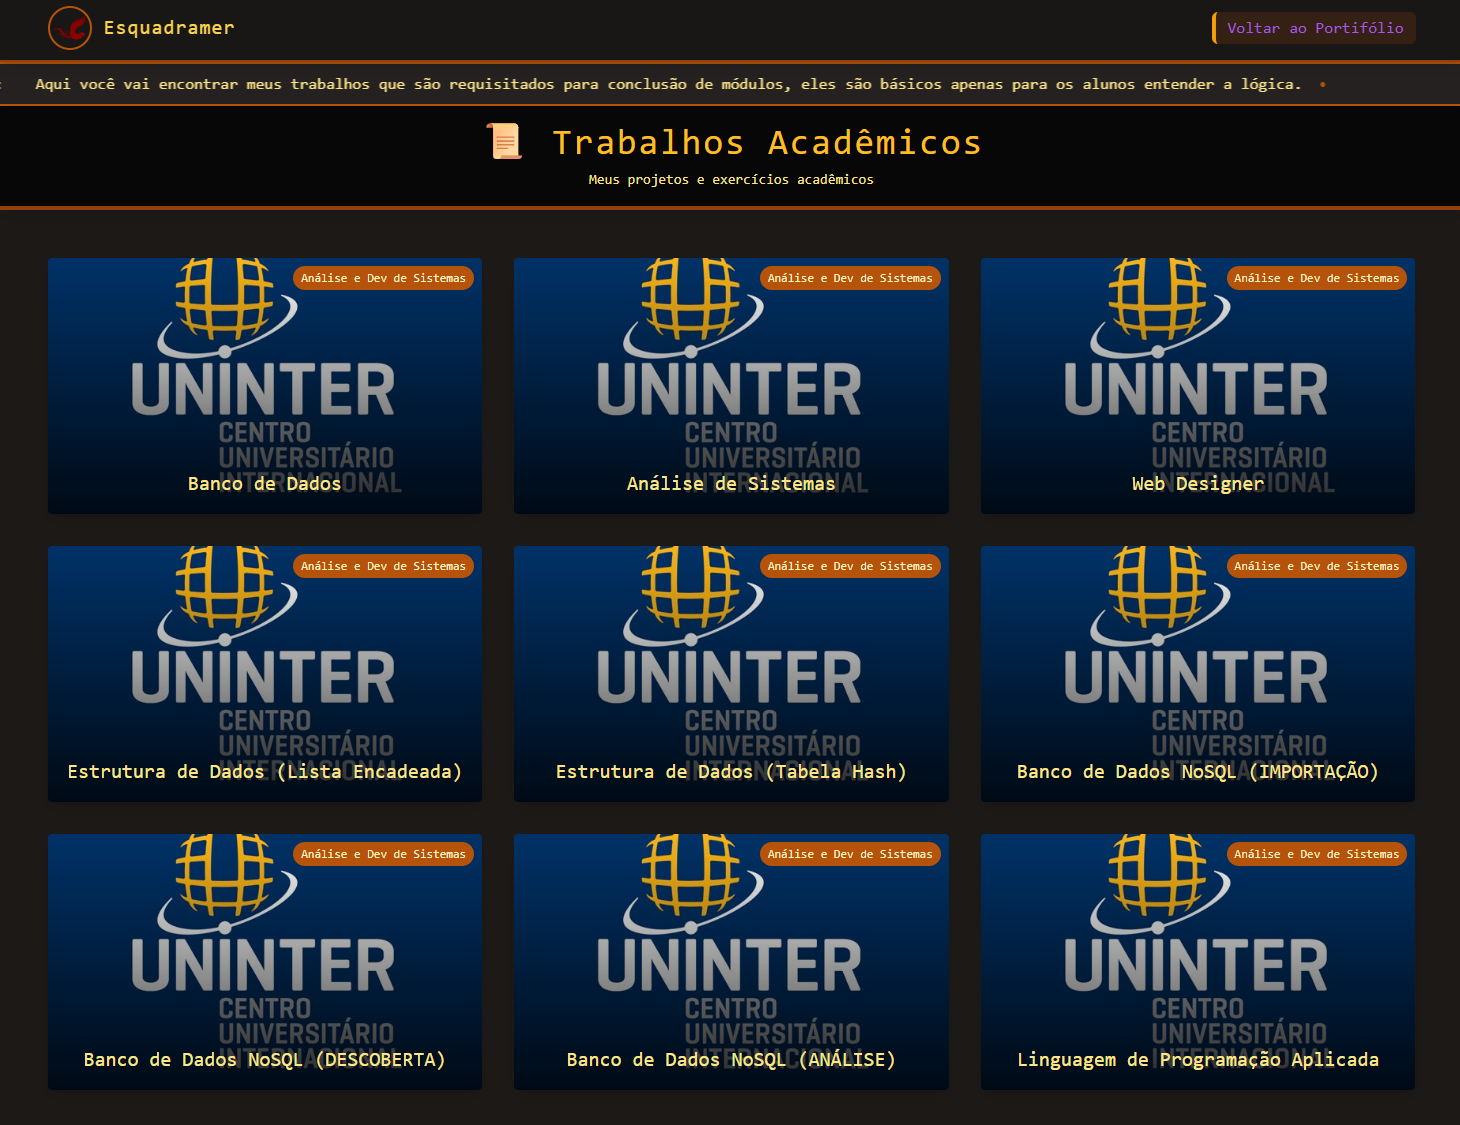 Esquadramer
Voltar ao Portifólio
Aqui você vai encontrar meus trabalhos que são requisitados para conclusão de módulos, eles são básicos apenas para os alunos entender a lógica. •
Trabalhos Acadêmicos
Meus projetos e exercícios acadêmicos
Análise e Dev de Sistemas
UNINTER
CENTRO
UNIVERSITÁRIO
INTERNACIONAL
Banco de Dados
Análise e Dev de Sistemas
UNINTER
CENTRO
UNIVERSITÁRIO
INTERNACIONAL
Análise de Sistemas
Análise e Dev de Sistemas
UNINTER
CENTRO
UNIVERSITÁRIO
INTERNACIONAL
Web Designer
Análise e Dev de Sistemas
UNINTER
CENTRO
UNIVERSITÁRIO
INTERNACIONAL
Estrutura de Dados (Lista Encadeada)
Análise e Dev de Sistemas
UNINTER
CENTRO
UNIVERSITÁRIO
INTERNACIONAL
Estrutura de Dados (Tabela Hash)
Análise e Dev de Sistemas
UNINTER
CENTRO
UNIVERSITÁRIO
INTERNACIONAL
Banco de Dados NoSQL (IMPORTAÇÃO)
Análise e Dev de Sistemas
UNINTER
CENTRO
UNIVERSITÁRIO
INTERNACIONAL
Banco de Dados NoSQL (DESCOBERTA)
Análise e Dev de Sistemas
UNINTER
CENTRO
UNIVERSITÁRIO
INTERNACIONAL
Banco de Dados NoSQL (ANÁLISE)
Análise e Dev de Sistemas
UNINTER
CENTRO
UNIVERSITÁRIO
INTERNACIONAL
Linguagem de Programação Aplicada